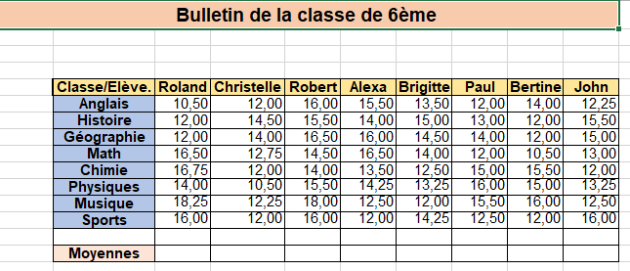 Bulletin de la classe de 6ème
Classe/Elève. Roland Christelle Robert Alexa Brigitte Paul Bertine John
Anglais 10,50 12,00 16,00 15,50 13,50 12,00 14,00 12,25
Histoire 12,00 14,50 15,50 14,00 15,00 13,00 12,00 15,50
Géographie 12,00 14,00 16,50 16,00 14,50 14,00 12,00 15,00
Math 16,50 12,75 14,50 16,50 14,00 12,00 10,50 13,00
Chimie 16,75 12,00 14,00 13,50 12,50 15,00 15,50 12,00
Physiques 14,00 10,50 15,50 14,25 13,25 16,00 15,00 13,25
Musique 18,25 12,25 18,00 12,50 12,00 15,00 16,00 12,50
Sports 16,00 12,00 16,00 12,00 14,25 12,50 12,00 16,00
Moyennes